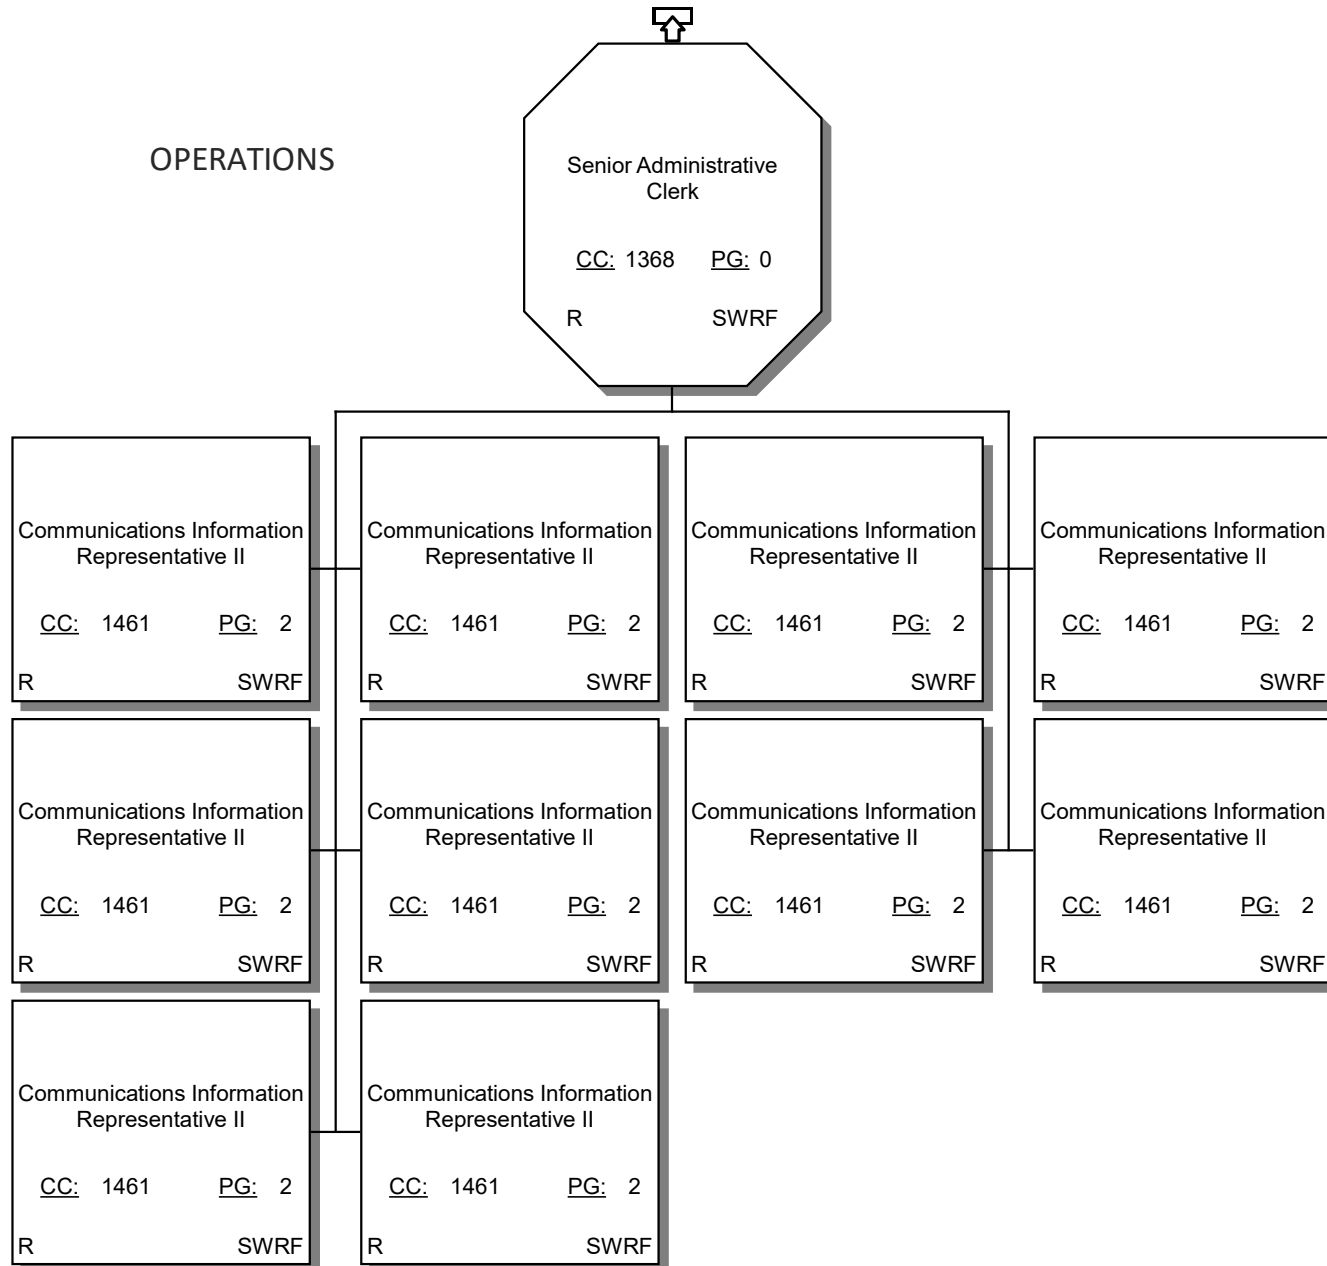 OPERATIONS
Senior Administrative
Clerk
CC: 1368 PG: 0
R SWRF
Communications Information
Representative II
CC: 1461 PG: 2
R SWRF
Communications Information
Representative II
CC: 1461 PG: 2
R SWRF
Communications Information
Representative II
CC: 1461 PG: 2
R SWRF
Communications Information
Representative II
CC: 1461 PG: 2
R SWRF
Communications Information
Representative II
CC: 1461 PG: 2
R SWRF
Communications Information
Representative II
CC: 1461 PG: 2
R SWRF
Communications Information
Representative II
CC: 1461 PG: 2
R SWRF
Communications Information
Representative II
CC: 1461 PG: 2
R SWRF
Communications Information
Representative II
CC: 1461 PG: 2
R SWRF
Communications Information
Representative II
CC: 1461 PG: 2
R SWRF